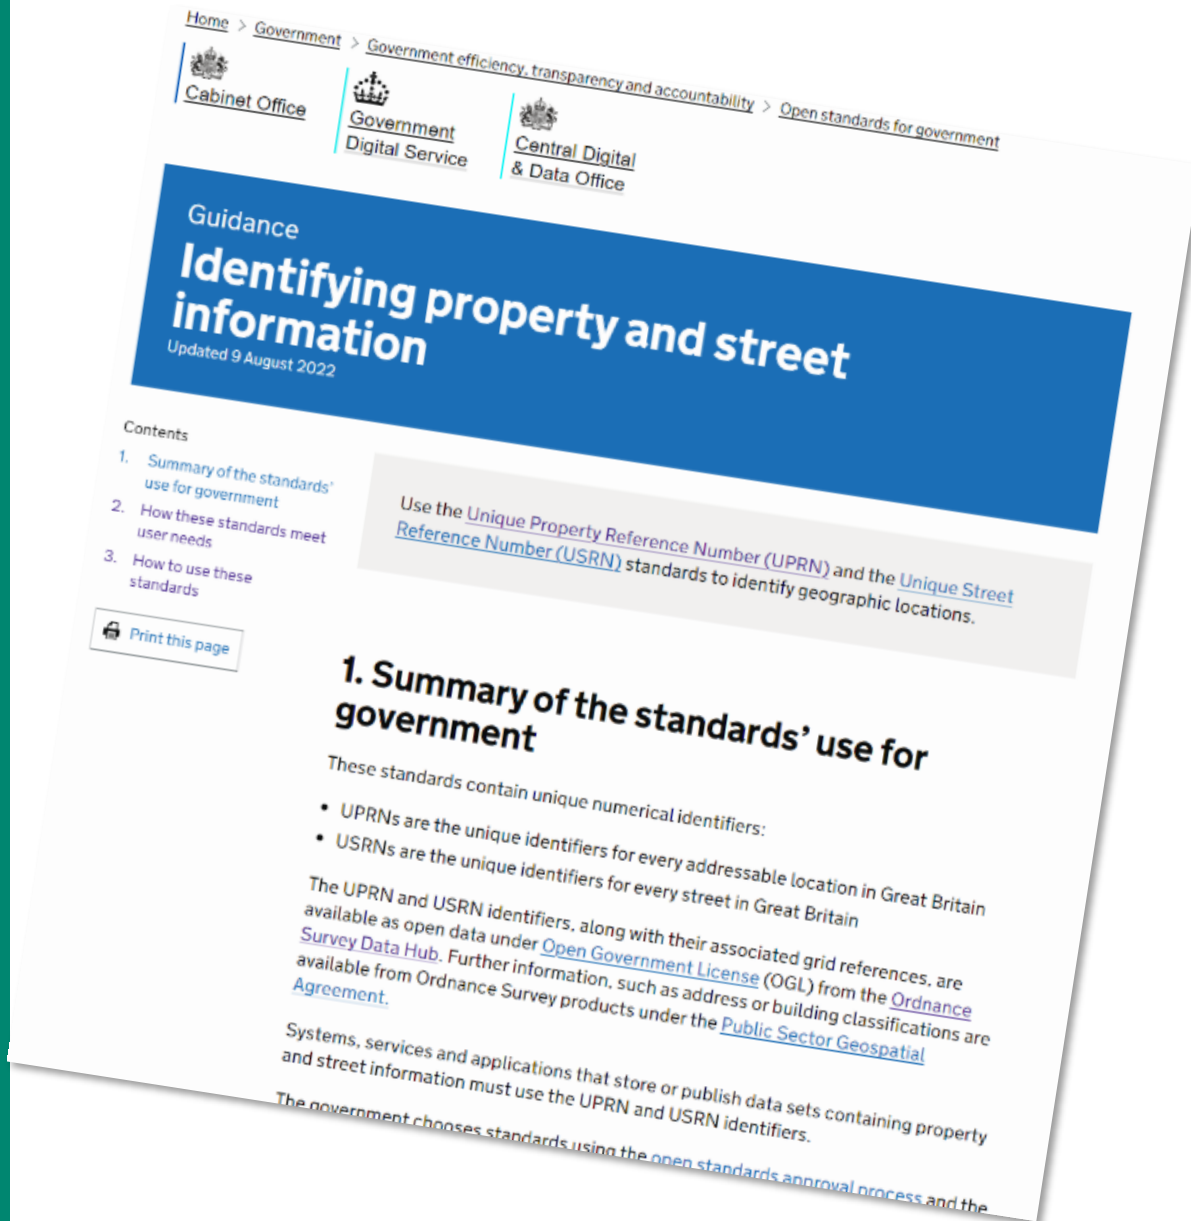 Home > Government > Government efficiency, transparency and accountability > Open standards for government
Cabinet Office
Government
Digital Service
Central Digital
& Data Office
Guidance
Identifying property and street
information
Updated 9 August 2022
Contents
1. Summary of the standards'
use for government
2. How these standards meet
user needs
3. How to use these
standards
Print this page
Use the Unique Property Reference Number (UPRN) and the Unique Street
Reference Number (USRN) standards to identify geographic locations.
1. Summary of the standards' use for
government
These standards contain unique numerical identifiers:
• UPRNs are the unique identifiers for every addressable location in Great Britain
• USRNs are the unique identifiers for every street in Great Britain
The UPRN and USRN identifiers, along with their associated grid references, are
available as open data under Open Government License (OGL) from the Ordnance
Survey Data Hub. Further information, such as address or building classifications are
available from Ordnance Survey products under the Public Sector Geospatial
Agreement.
Systems, services and applications that store or publish data sets containing property
and street information must use the UPRN and USRN identifiers.
The government chooses standards using the open standards approval process and the